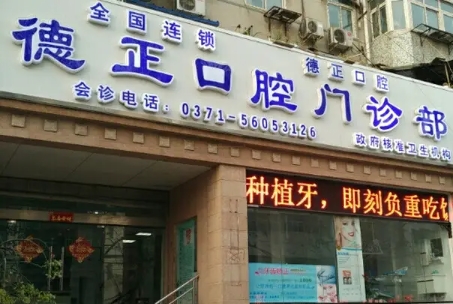 全国连锁
德正口腔
德正口腔门诊部
会诊电话：0371-56053126
政府核准卫生机构
种植牙，即刻负重吃饭